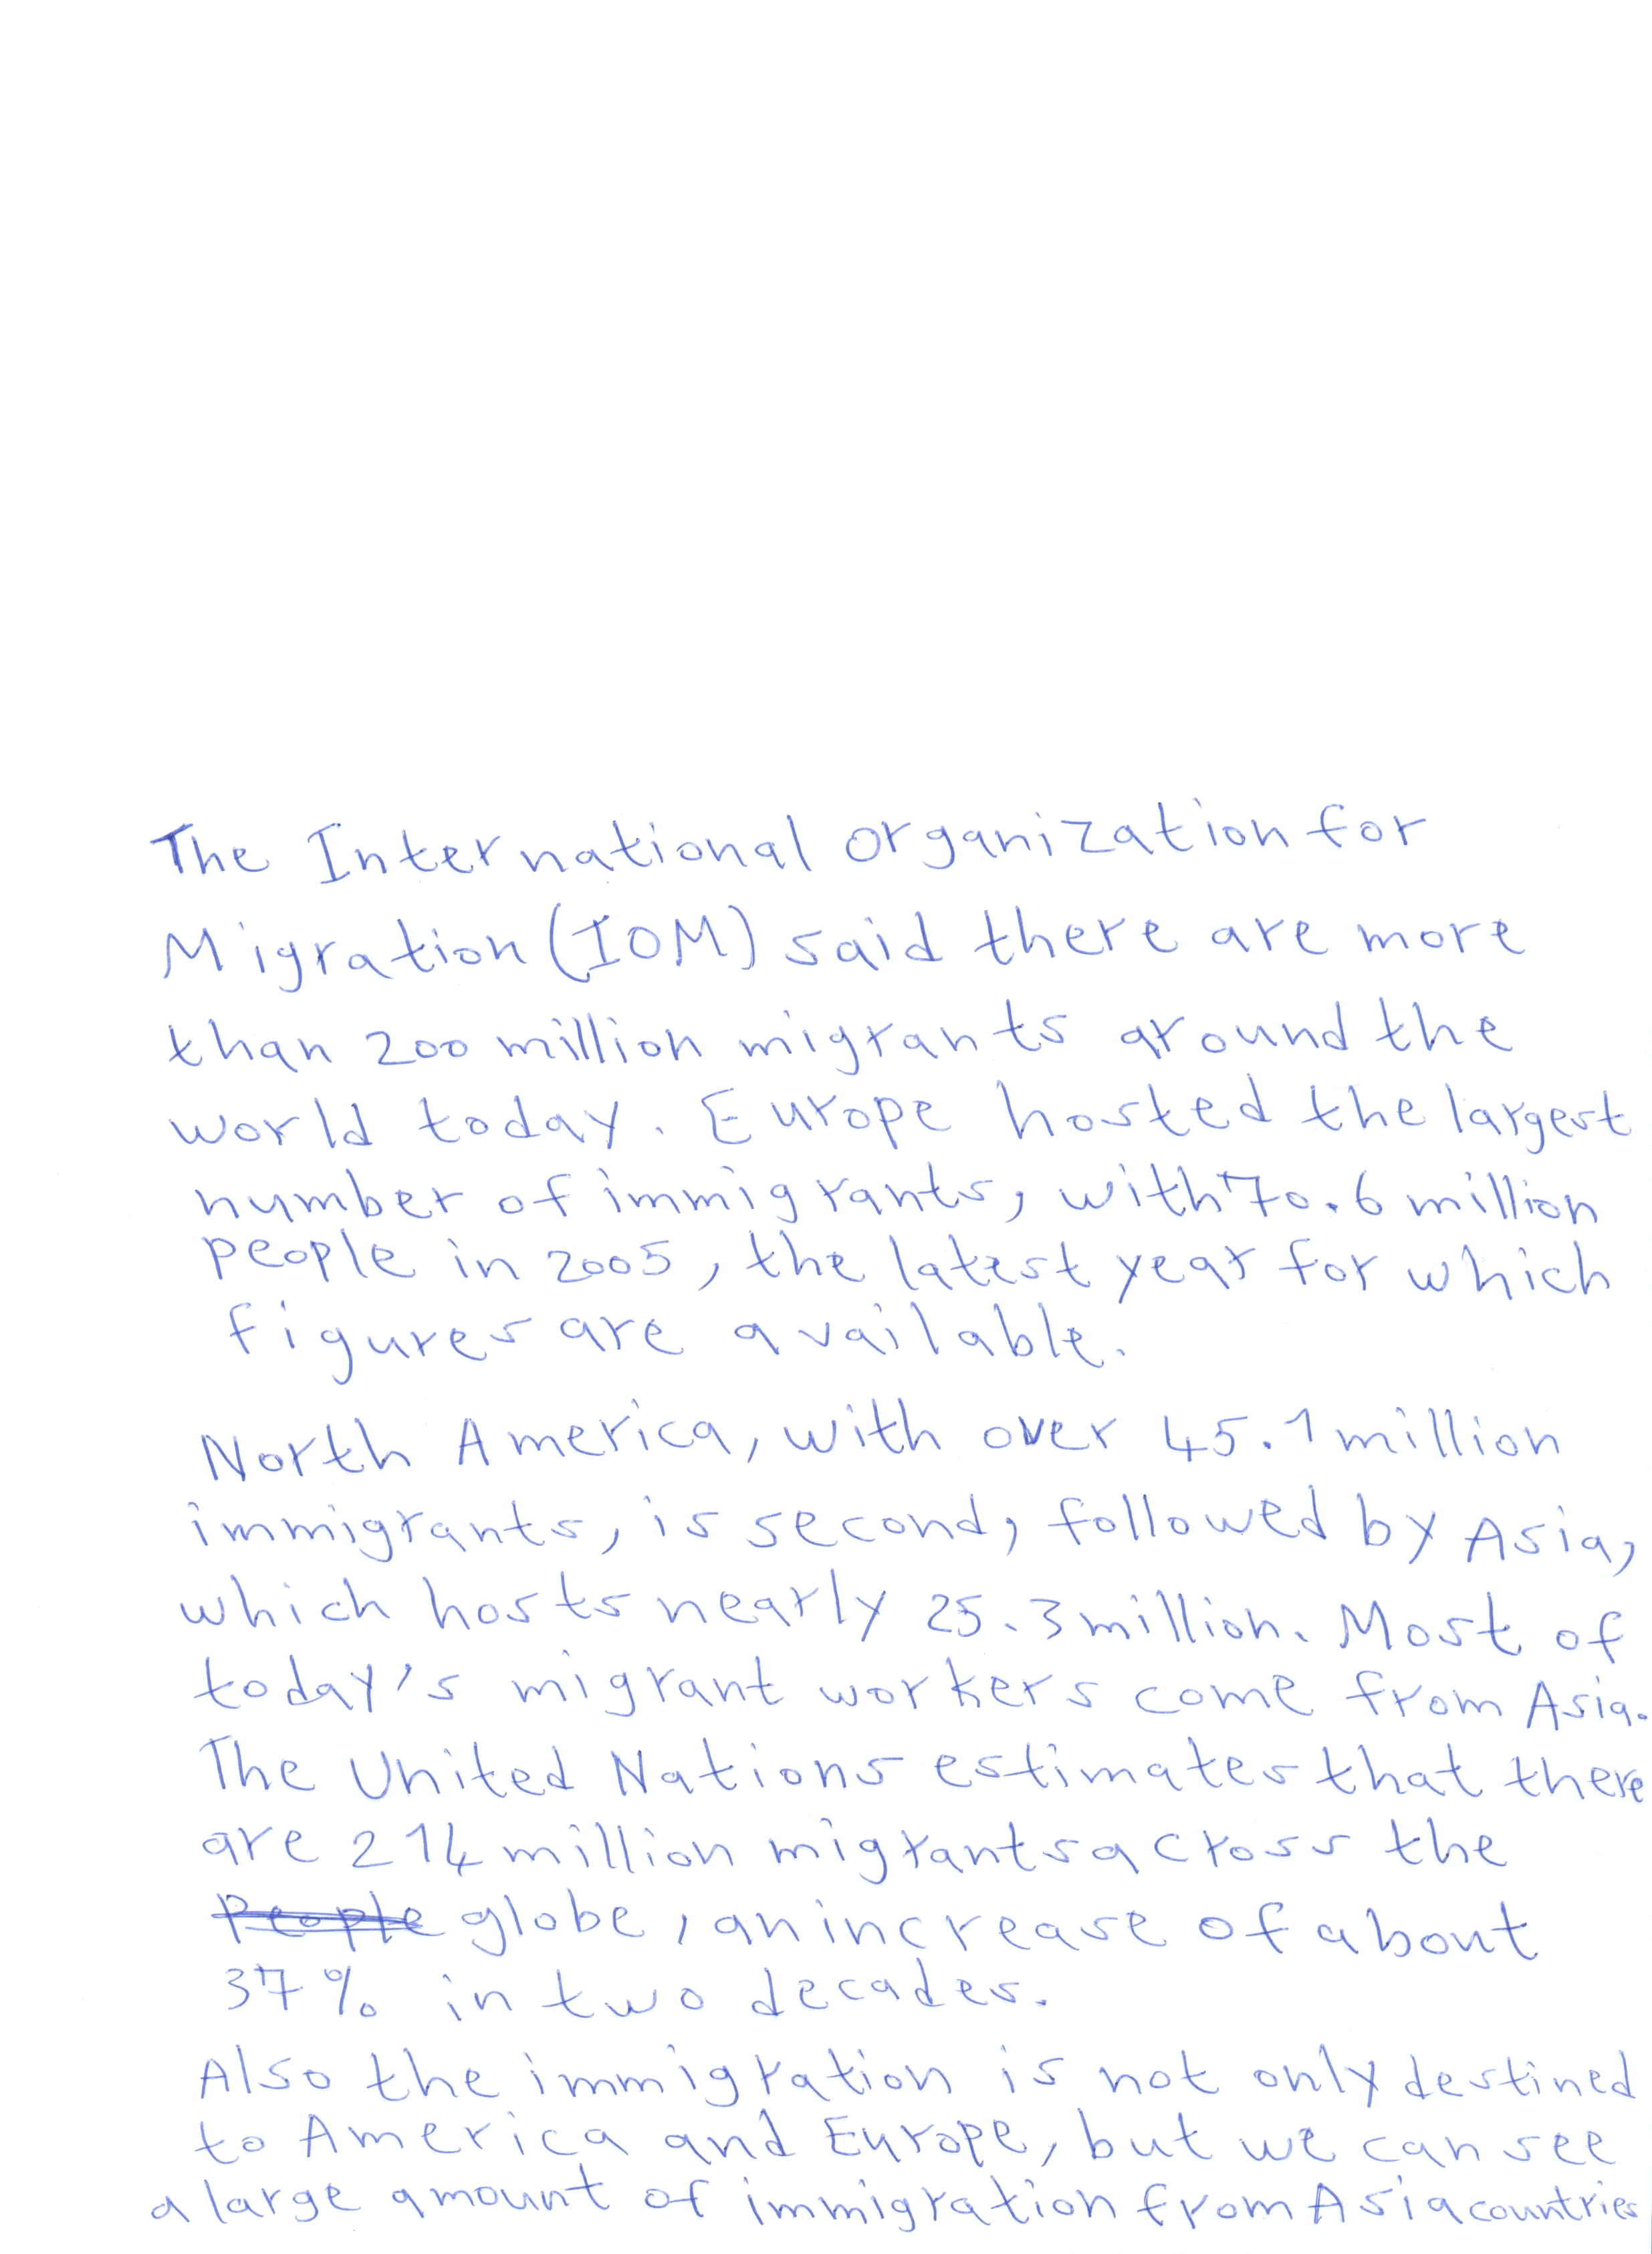 The International Organization for
Migration (IOM) said there are more
than 200 million migrants around the
world today. Europe hosted the largest
number of immigrants, with 70.6 million
people in 2005, the latest year for which
figures are available.
North America, with over 45.1 million
immigrants, is second, followed by Asia,
which hosts nearly 25.3 million. Most of
today's migrant workers come from Asia.
The United Nations estimates that there
are 214 million migrants across the
People globe, an increase of about
37% in two decades.
Also the immigration is not only destined
to America and Europe, but we can see
a large amount of immigration from Asia countries